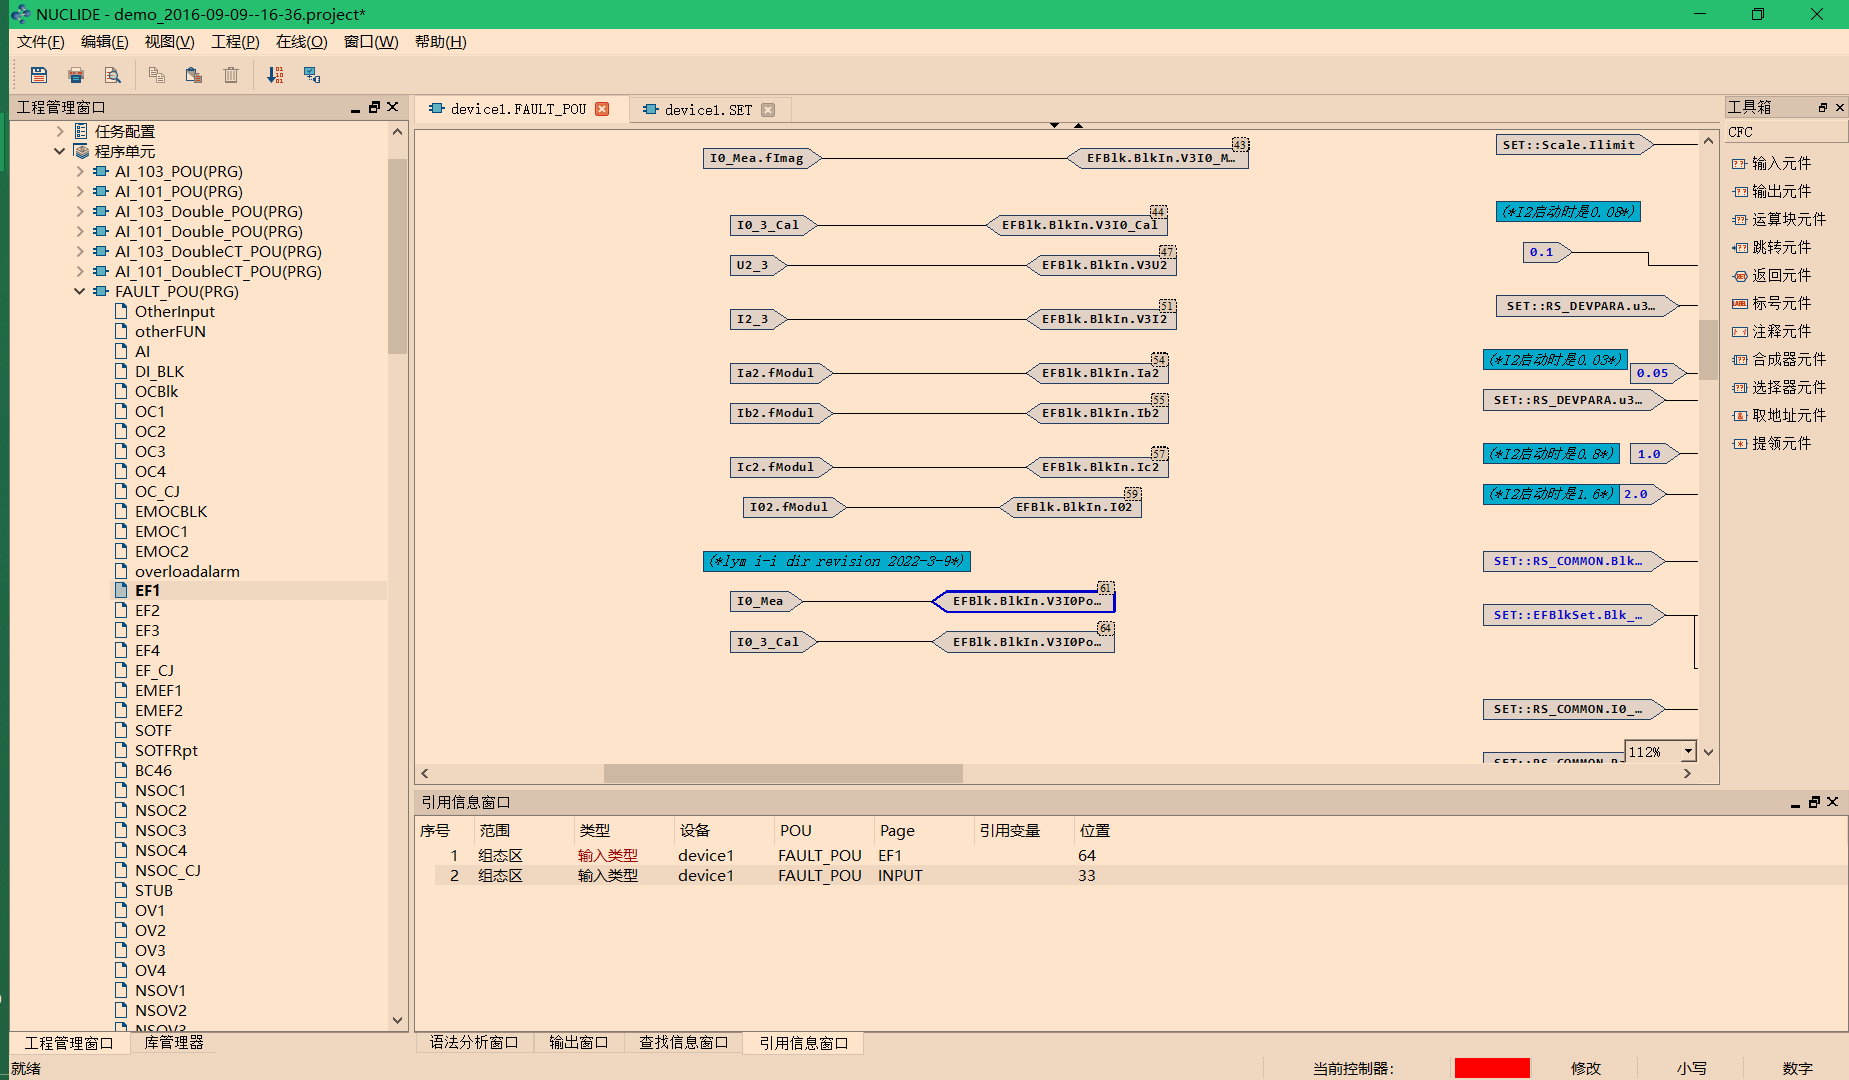 NUCLIDE - demo_2016-09-09--16-36.project*
文件(F) 编辑(E) 视图(V) 工程(P) 在线(O) 窗口(W) 帮助(H)
工程管理窗口
任务配置
程序单元
AI_103_POU(PRG)
AI_101_POU(PRG)
AI_103_Double_POU(PRG)
AI_101_Double_POU(PRG)
AI_103_DoubleCT_POU(PRG)
AI_101_DoubleCT_POU(PRG)
FAULT_POU(PRG)
OtherInput
otherFUN
AI
DI_BLK
OCBlk
OC1
OC2
OC3
OC4
OC_CJ
EMOCBLK
EMOC1
EMOC2
overloadalarm
EF1
EF2
EF3
EF4
EF_CJ
EMEF1
EMEF2
SOTF
SOTFRpt
BC46
NSOC1
NSOC2
NSOC3
NSOC4
NSOC_CJ
STUB
OV1
OV2
OV3
OV4
NSOV1
NSOV2
NSOV3
工程管理窗口 库管理器
device1.FAULT_POU device1.SET
I0_Mea.fImag 43 EFBlk.BlkIn.V3I0_M…
I0_3_Cal 44 EFBlk.BlkIn.V3I0_Cal
U2_3 47 EFBlk.BlkIn.V3U2
I2_3 51 EFBlk.BlkIn.V3I2
Ia2.fModul 54 EFBlk.BlkIn.Ia2
Ib2.fModul 55 EFBlk.BlkIn.Ib2
Ic2.fModul 57 EFBlk.BlkIn.Ic2
I02.fModul 59 EFBlk.BlkIn.I02
(*lym i-i dir revision 2022-3-9*)
I0_Mea 61 EFBlk.BlkIn.V3I0Po…
I0_3_Cal 64 EFBlk.BlkIn.V3I0Po…
SET::Scale.Ilimit
(*I2启动时是0.08*)
0.1
SET::RS_DEVPARA.u3…
(*I2启动时是0.03*) 0.05
SET::RS_DEVPARA.u3…
(*I2启动时是0.8*) 1.0
(*I2启动时是1.6*) 2.0
SET::RS_COMMON.Blk…
SET::EFBlkSet.Blk_…
SET::RS_COMMON.I0_…
112%
工具箱
CFC
输入元件
输出元件
运算块元件
跳转元件
返回元件
标号元件
注释元件
合成器元件
选择器元件
取地址元件
提领元件
引用信息窗口
序号 范围 类型 设备 POU Page 引用变量 位置
1 组态区 输入类型 device1 FAULT_POU EF1 64
2 组态区 输入类型 device1 FAULT_POU INPUT 33
语法分析窗口 输出窗口 查找信息窗口 引用信息窗口
就绪 当前控制器: 修改 小写 数字